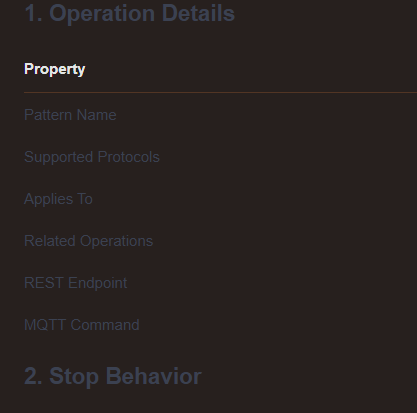 1. Operation Details
Property
Pattern Name
Supported Protocols
Applies To
Related Operations
REST Endpoint
MQTT Command
2. Stop Behavior